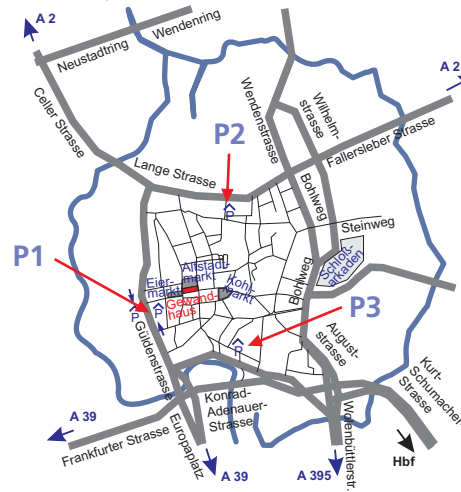 A 2
Wendenring
Neustadtring
A 2
Celler Strasse
Wendenstrasse
Wilhelm-
strasse
P2
Fallersleber Strasse
Lange Strasse
Bohlweg
P
Steinweg
P1
Altstadt-
markt
Eier-
markt
Kohl-
markt
Schloß-
arkaden
Gewand-
haus
P
P
Bohlweg
P3
Güldenstrasse
P
August-
strasse
Kurt-
Schumacher-
Strasse
Konrad-
Adenauer-
Strasse
A 39
Frankfurter Strasse
Europaplatz
Wolfenbüttlerstr.
A 39
A 395
Hbf